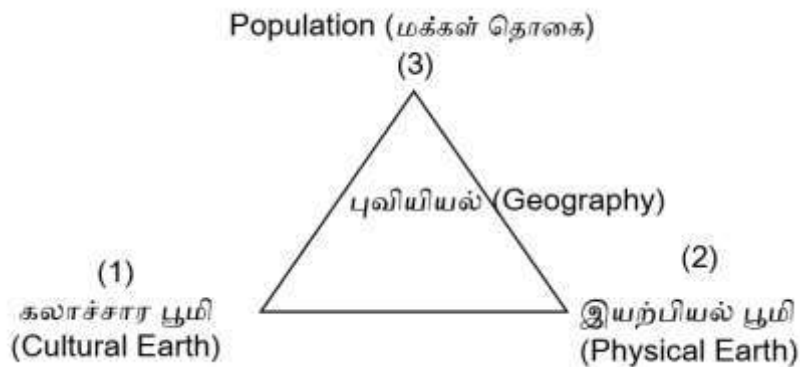 Population (மக்கள் தொகை)
(3)
புவியியல் (Geography)
(1)
கலாச்சார பூமி
(Cultural Earth)
(2)
இயற்பியல் பூமி
(Physical Earth)